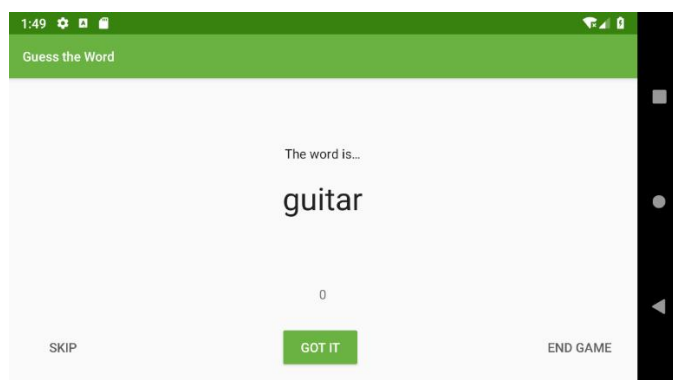 1:49
Guess the Word
The word is...
guitar
0
SKIP GOT IT END GAME